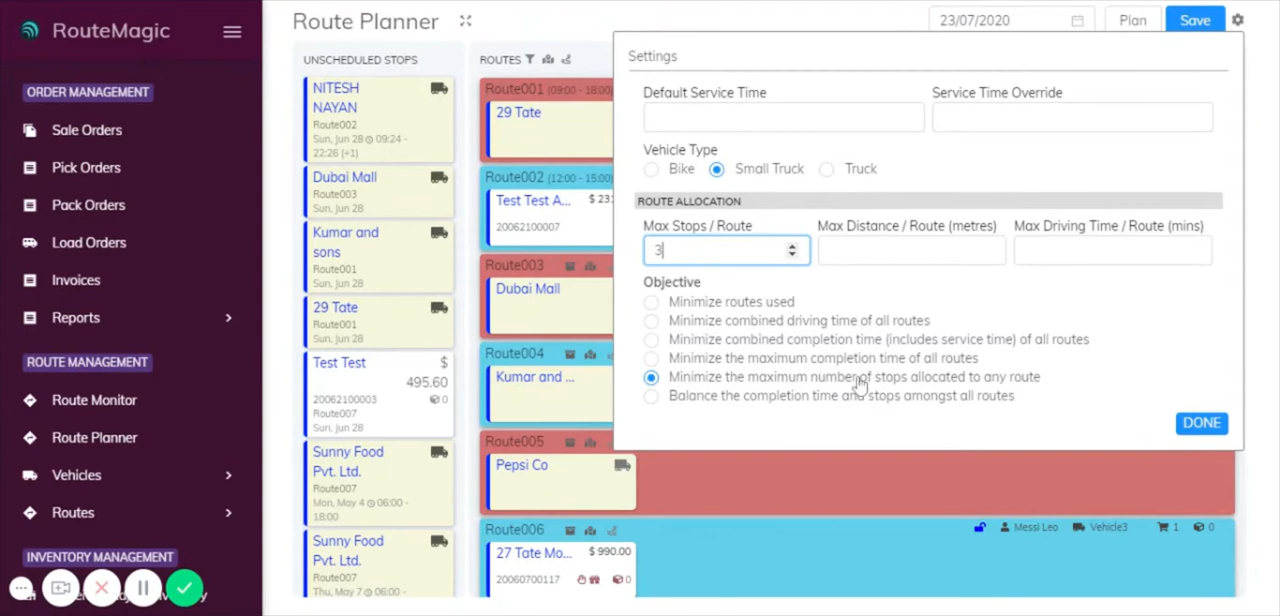 RouteMagic
ORDER MANAGEMENT
Sale Orders
Pick Orders
Pack Orders
Load Orders
Invoices
Reports
ROUTE MANAGEMENT
Route Monitor
Route Planner
Vehicles
Routes
INVENTORY MANAGEMENT
Route Planner
23/07/2020
Plan
Save
UNSCHEDULED STOPS
NITESH
NAYAN
Route002
Sun, Jun 28 09:24 -
22:26 (+1)
Dubai Mall
Route003
Sun, Jun 28
Kumar and
sons
Route001
Sun, Jun 28
29 Tate
Route001
Sun, Jun 28
Test Test $
495.60
20062100003 0
Route007
Sun, Jun 28
Sunny Food
Pvt. Ltd.
Route007
Mon, May 4 06:00 -
18:00
Sunny Food
Pvt. Ltd.
Route007
Thu, May 7 06:00 -
ROUTES
Route001 (09:00 - 18:00)
29 Tate
Route002 (12:00 - 15:00)
Test Test A... $ 231
20062100007
Route003
Dubai Mall
Route004
Kumar and ...
Route005
Pepsi Co
Route006 Messi Leo Vehicle3 1 0
27 Tate Mo... $ 990.00
20060700117 0
Settings
Default Service Time Service Time Override
Vehicle Type
Bike Small Truck Truck
ROUTE ALLOCATION
Max Stops / Route Max Distance / Route (metres) Max Driving Time / Route (mins)
3
Objective
Minimize routes used
Minimize combined driving time of all routes
Minimize combined completion time (includes service time) of all routes
Minimize the maximum completion time of all routes
Minimize the maximum number of stops allocated to any route
Balance the completion time and stops amongst all routes
DONE